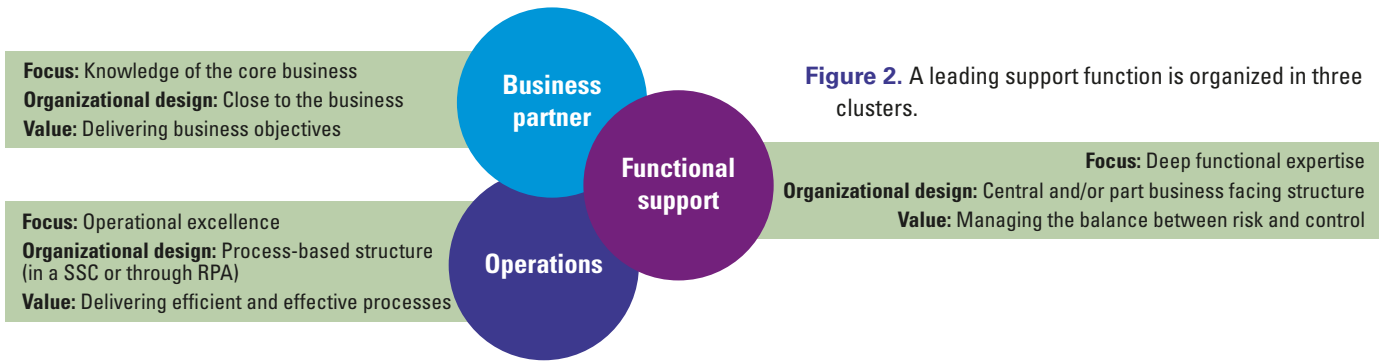 Focus: Knowledge of the core business
Organizational design: Close to the business
Value: Delivering business objectives
Business
partner
Figure 2. A leading support function is organized in three
clusters.
Functional
support
Focus: Deep functional expertise
Organizational design: Central and/or part business facing structure
Value: Managing the balance between risk and control
Focus: Operational excellence
Organizational design: Process-based structure
(in a SSC or through RPA)
Value: Delivering efficient and effective processes
Operations